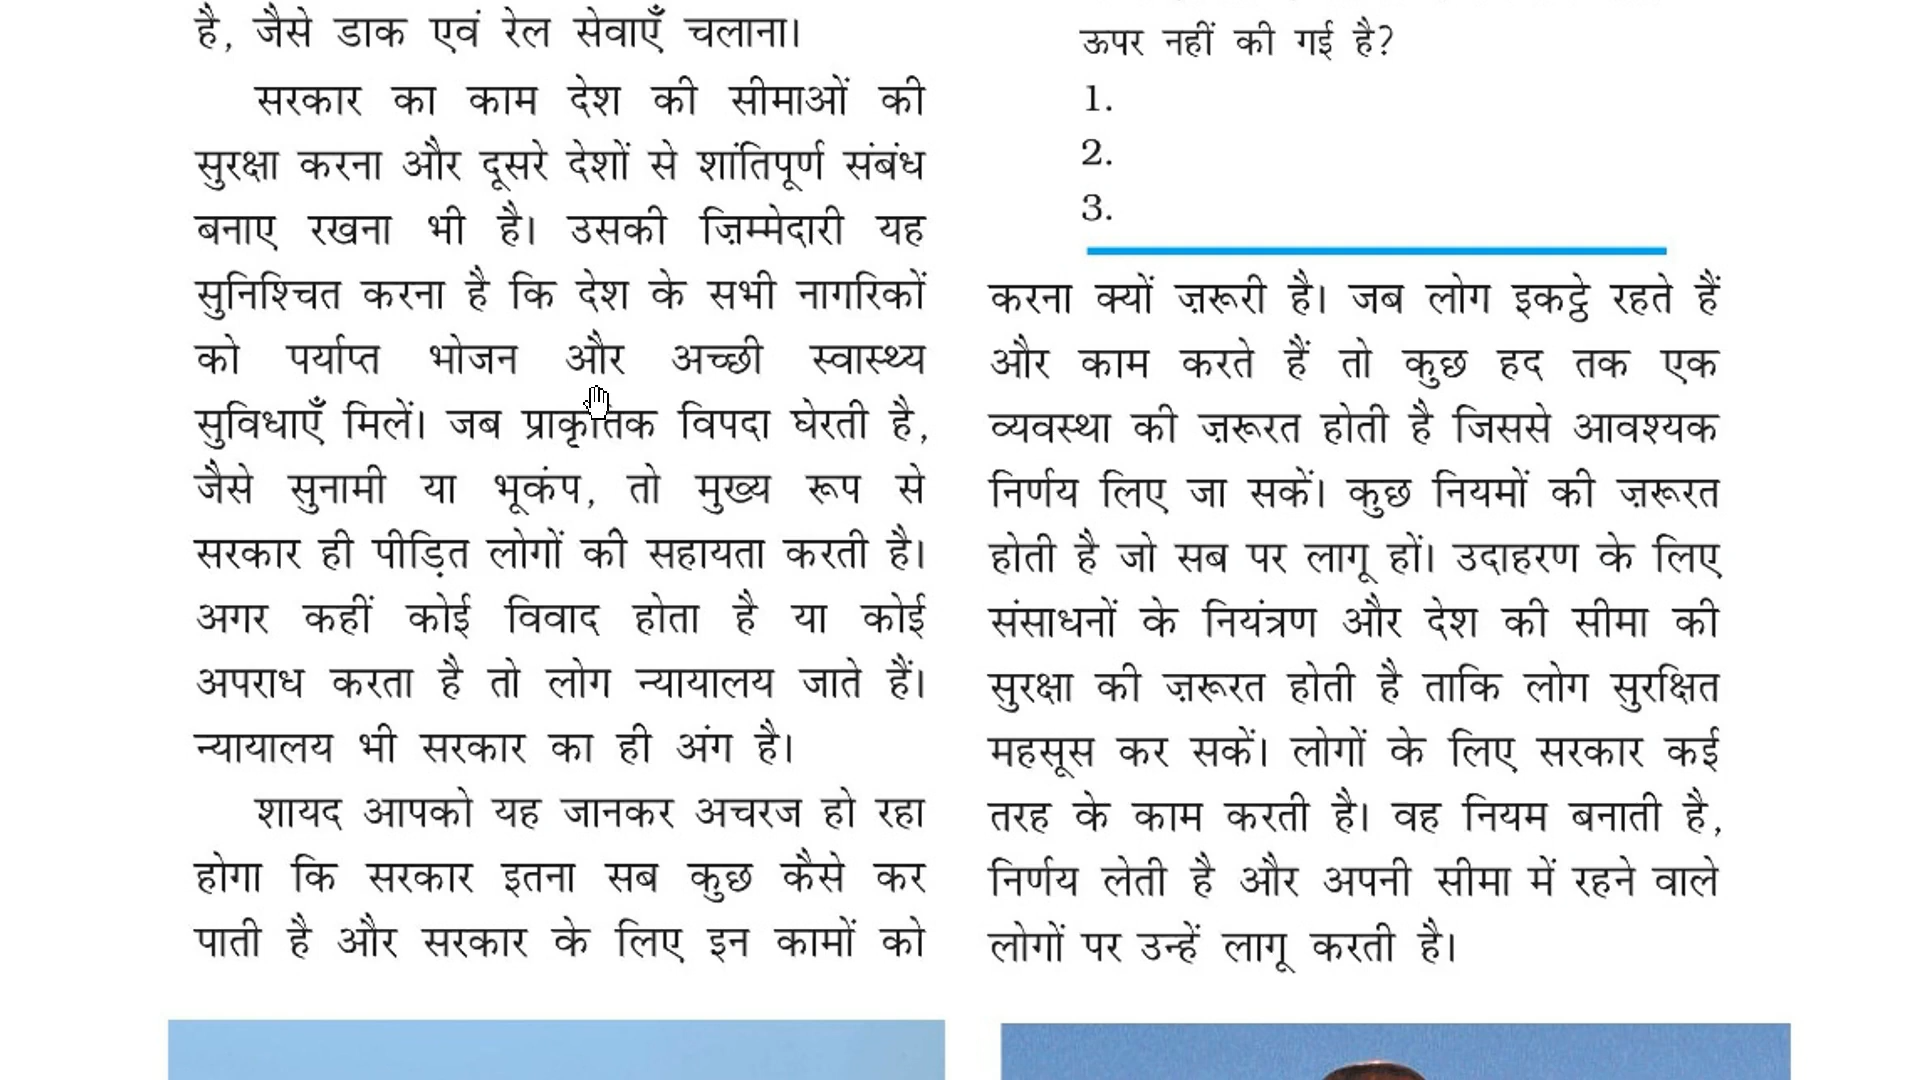 है, जैसे डाक एवं रेल सेवाएँ चलाना।
सरकार का काम देश की सीमाओं की
सुरक्षा करना और दूसरे देशों से शांतिपूर्ण संबंध
बनाए रखना भी है। उसकी ज़िम्मेदारी यह
सुनिश्चित करना है कि देश के सभी नागरिकों
को पर्याप्त भोजन और अच्छी स्वास्थ्य
सुविधाएँ मिलें। जब प्राकृतिक विपदा घेरती है,
जैसे सुनामी या भूकंप, तो मुख्य रूप से
सरकार ही पीड़ित लोगों की सहायता करती है।
अगर कहीं कोई विवाद होता है या कोई
अपराध करता है तो लोग न्यायालय जाते हैं।
न्यायालय भी सरकार का ही अंग है।
शायद आपको यह जानकर अचरज हो रहा
होगा कि सरकार इतना सब कुछ कैसे कर
पाती है और सरकार के लिए इन कामों को
ऊपर नहीं की गई है?
1.
2.
3.
करना क्यों ज़रूरी है। जब लोग इकट्ठे रहते हैं
और काम करते हैं तो कुछ हद तक एक
व्यवस्था की ज़रूरत होती है जिससे आवश्यक
निर्णय लिए जा सकें। कुछ नियमों की ज़रूरत
होती है जो सब पर लागू हों। उदाहरण के लिए
संसाधनों के नियंत्रण और देश की सीमा की
सुरक्षा की ज़रूरत होती है ताकि लोग सुरक्षित
महसूस कर सकें। लोगों के लिए सरकार कई
तरह के काम करती है। वह नियम बनाती है,
निर्णय लेती है और अपनी सीमा में रहने वाले
लोगों पर उन्हें लागू करती है।